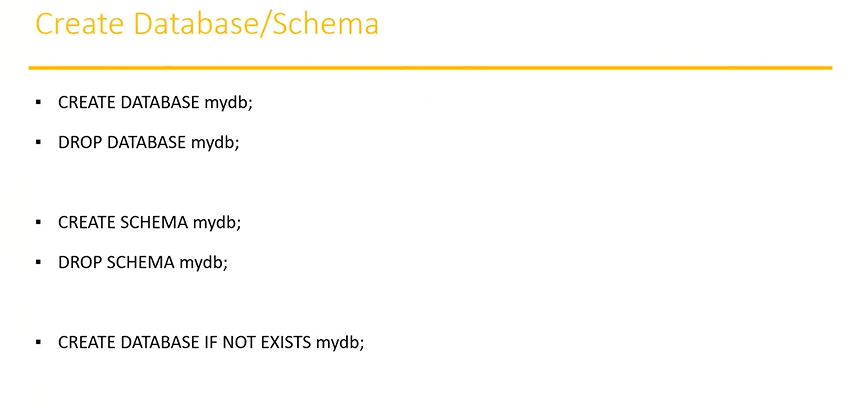 Create Database/Schema
▪ CREATE DATABASE mydb;
▪ DROP DATABASE mydb;
▪ CREATE SCHEMA mydb;
▪ DROP SCHEMA mydb;
▪ CREATE DATABASE IF NOT EXISTS mydb;